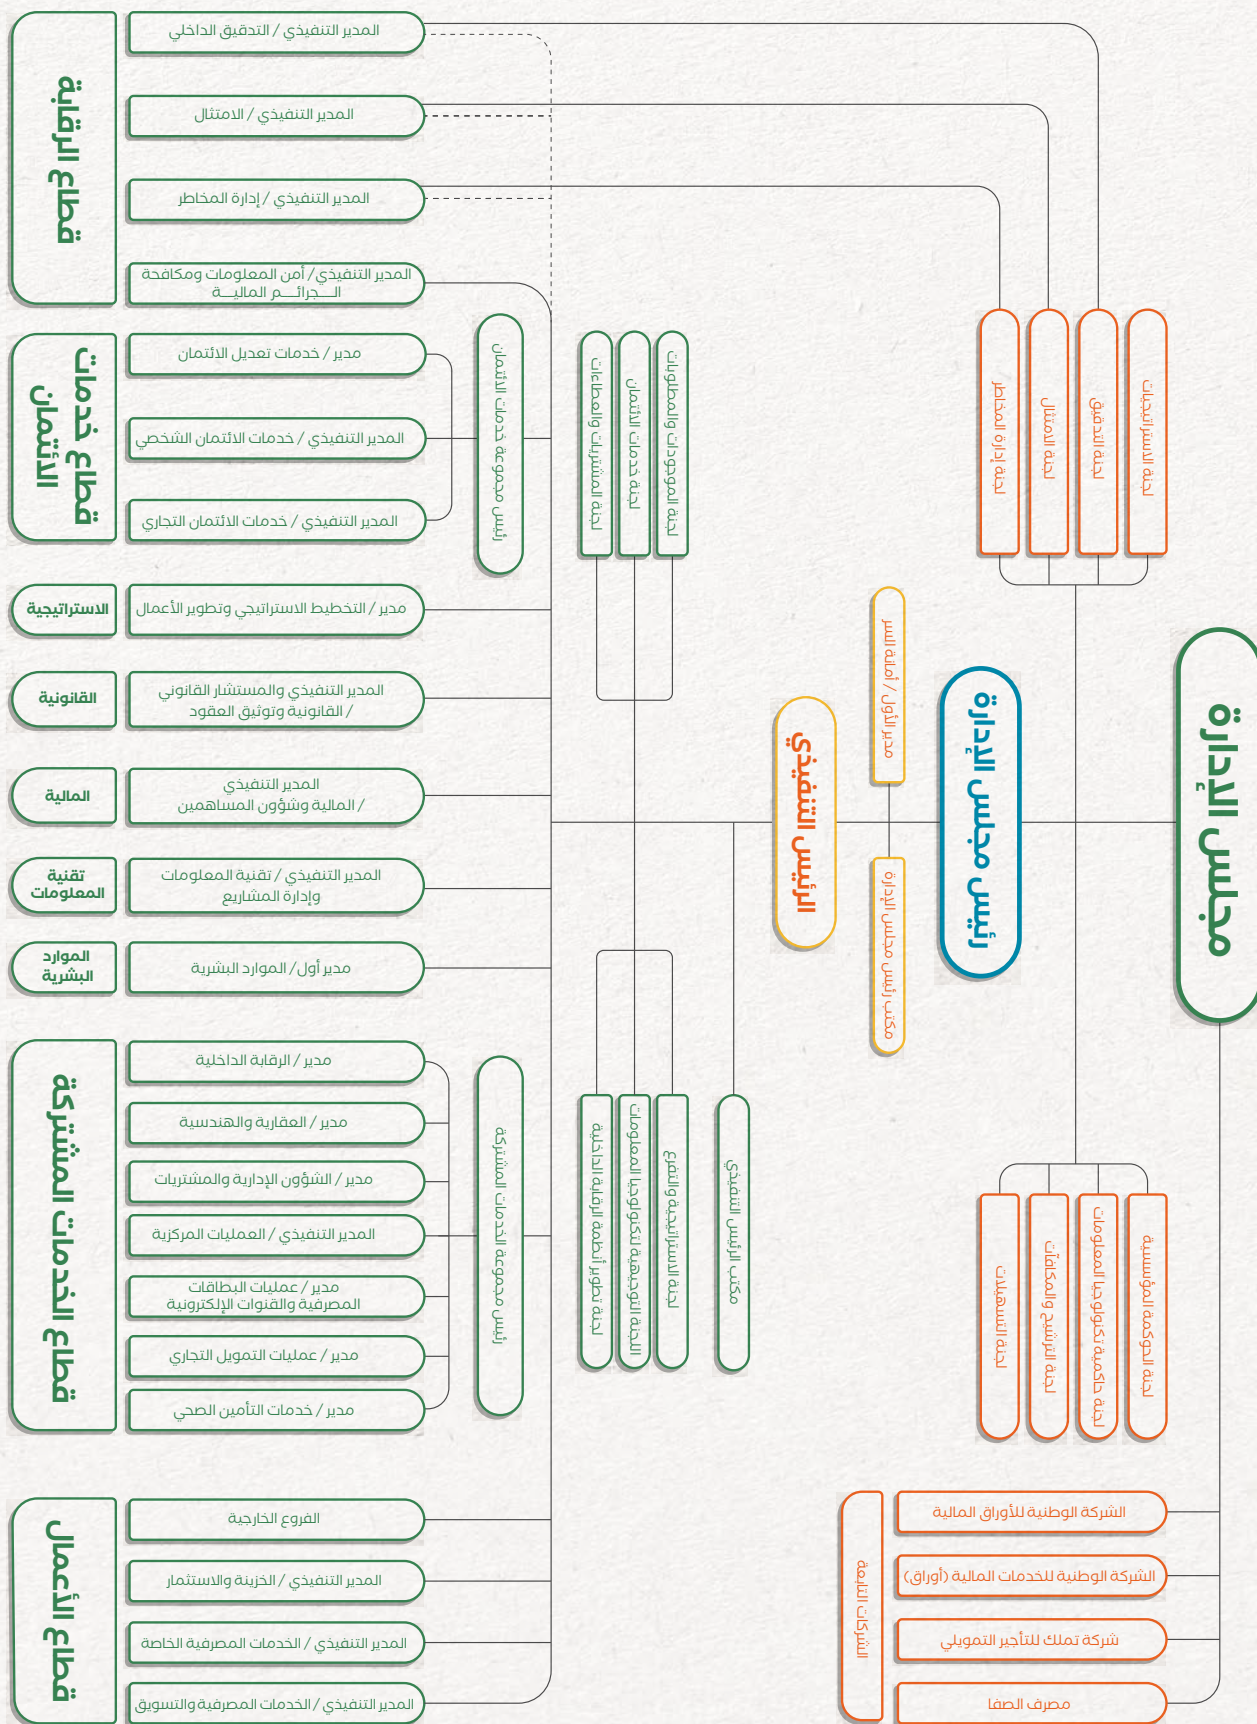 مجلس الإدارة
رئيس مجلس الإدارة
الرئيس التنفيذي
مدير الأول / أمانة السر
مكتب رئيس مجلس الإدارة
لجنة الاستراتيجيات
لجنة التدقيق
لجنة الامتثال
لجنة إدارة المخاطر
لجنة الحوكمة المؤسسية
لجنة حاكمية تكنولوجيا المعلومات
لجنة الترشيح والمكافآت
لجنة التسهيلات
الشركات التابعة
الشركة الوطنية للأوراق المالية
الشركة الوطنية للخدمات المالية (أوراق)
شركة تملك للتأجير التمويلي
مصرف الصفا
مكتب الرئيس التنفيذي
لجنة الموجودات والمطلوبات
لجنة خدمات الائتمان
لجنة المشتريات والعطاءات
لجنة الاستراتيجية والتفرع
اللجنة التوجيهية لتكنولوجيا المعلومات
لجنة تطوير أنظمة الرقابة الداخلية
رئيس مجموعة خدمات الائتمان
رئيس مجموعة الخدمات المشتركة
قطاع الرقابة
المدير التنفيذي / التدقيق الداخلي
المدير التنفيذي / الامتثال
المدير التنفيذي / إدارة المخاطر
المدير التنفيذي/ أمن المعلومات ومكافحة
الـــجرائـــم الماليـــة
قطاع خدمات
الائتمان
مدير / خدمات تعديل الائتمان
المدير التنفيذي / خدمات الائتمان الشخصي
المدير التنفيذي / خدمات الائتمان التجاري
الاستراتيجية
مدير / التخطيط الاستراتيجي وتطوير الأعمال
القانونية
المدير التنفيذي والمستشار القانوني
/ القانونية وتوثيق العقود
المالية
المدير التنفيذي
/ المالية وشؤون المساهمين
تقنية
المعلومات
المدير التنفيذي / تقنية المعلومات
وإدارة المشاريع
الموارد
البشرية
مدير أول/ الموارد البشرية
قطاع الخدمات المشتركة
مدير / الرقابة الداخلية
مدير / العقارية والهندسية
مدير / الشؤون الإدارية والمشتريات
المدير التنفيذي / العمليات المركزية
مدير / عمليات البطاقات
المصرفية والقنوات الإلكترونية
مدير / عمليات التمويل التجاري
مدير / خدمات التأمين الصحي
قطاع الأعمال
الفروع الخارجية
المدير التنفيذي / الخزينة والاستثمار
المدير التنفيذي / الخدمات المصرفية الخاصة
المدير التنفيذي / الخدمات المصرفية والتسويق